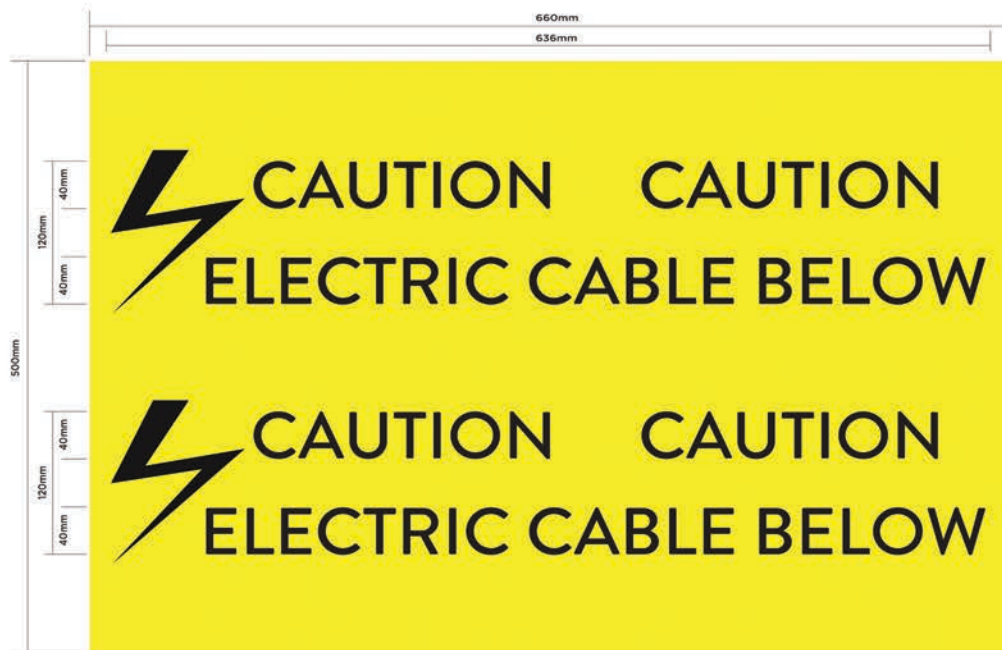 660mm
636mm
CAUTION CAUTION
40mm
120mm
40mm
ELECTRIC CABLE BELOW
500mm
CAUTION CAUTION
40mm
120mm
40mm
ELECTRIC CABLE BELOW